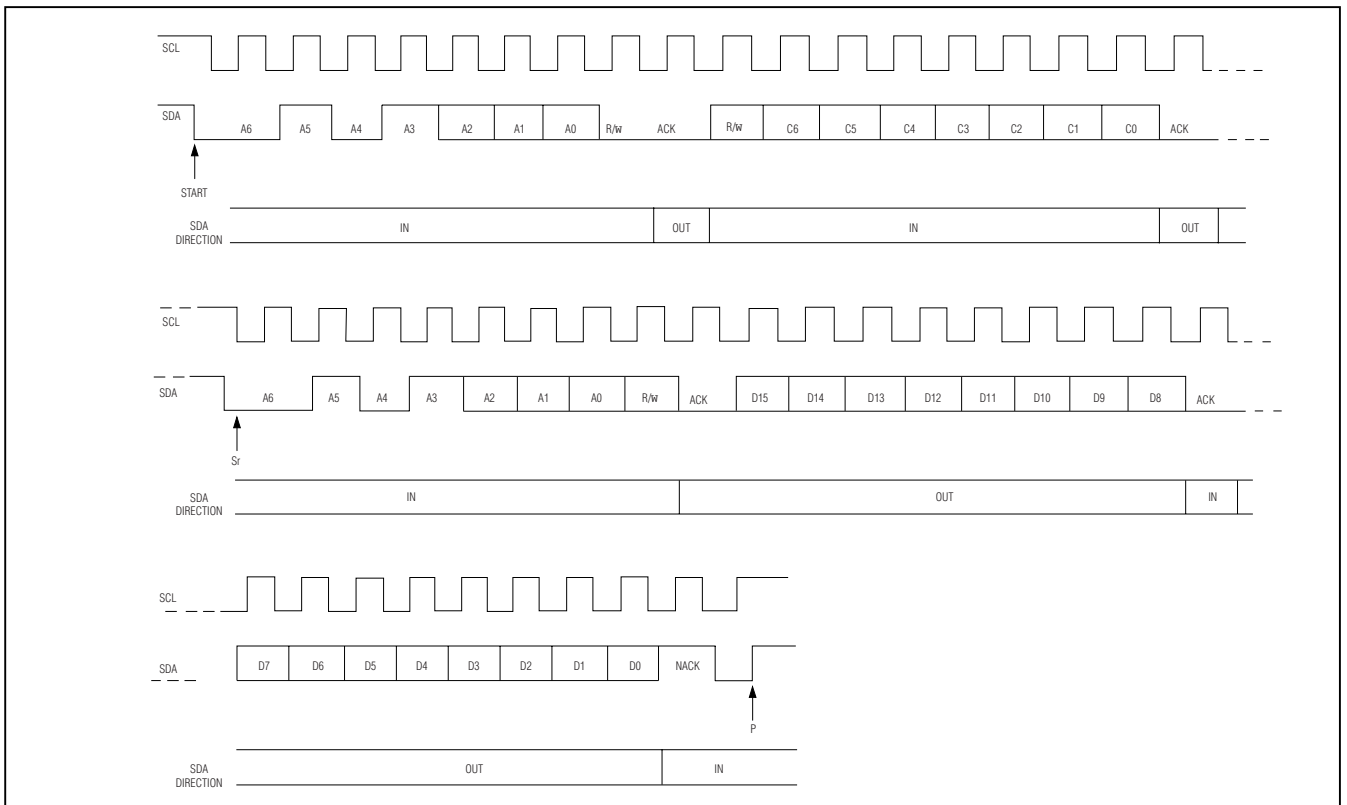 SCL
SDA A6 A5 A4 A3 A2 A1 A0 R/W ACK R/W C6 C5 C4 C3 C2 C1 C0 ACK
START
SDA DIRECTION IN OUT IN OUT
SCL
SDA A6 A5 A4 A3 A2 A1 A0 R/W ACK D15 D14 D13 D12 D11 D10 D9 D8 ACK
Sr
SDA DIRECTION IN OUT IN
SCL
SDA D7 D6 D5 D4 D3 D2 D1 D0 NACK
P
SDA DIRECTION OUT IN